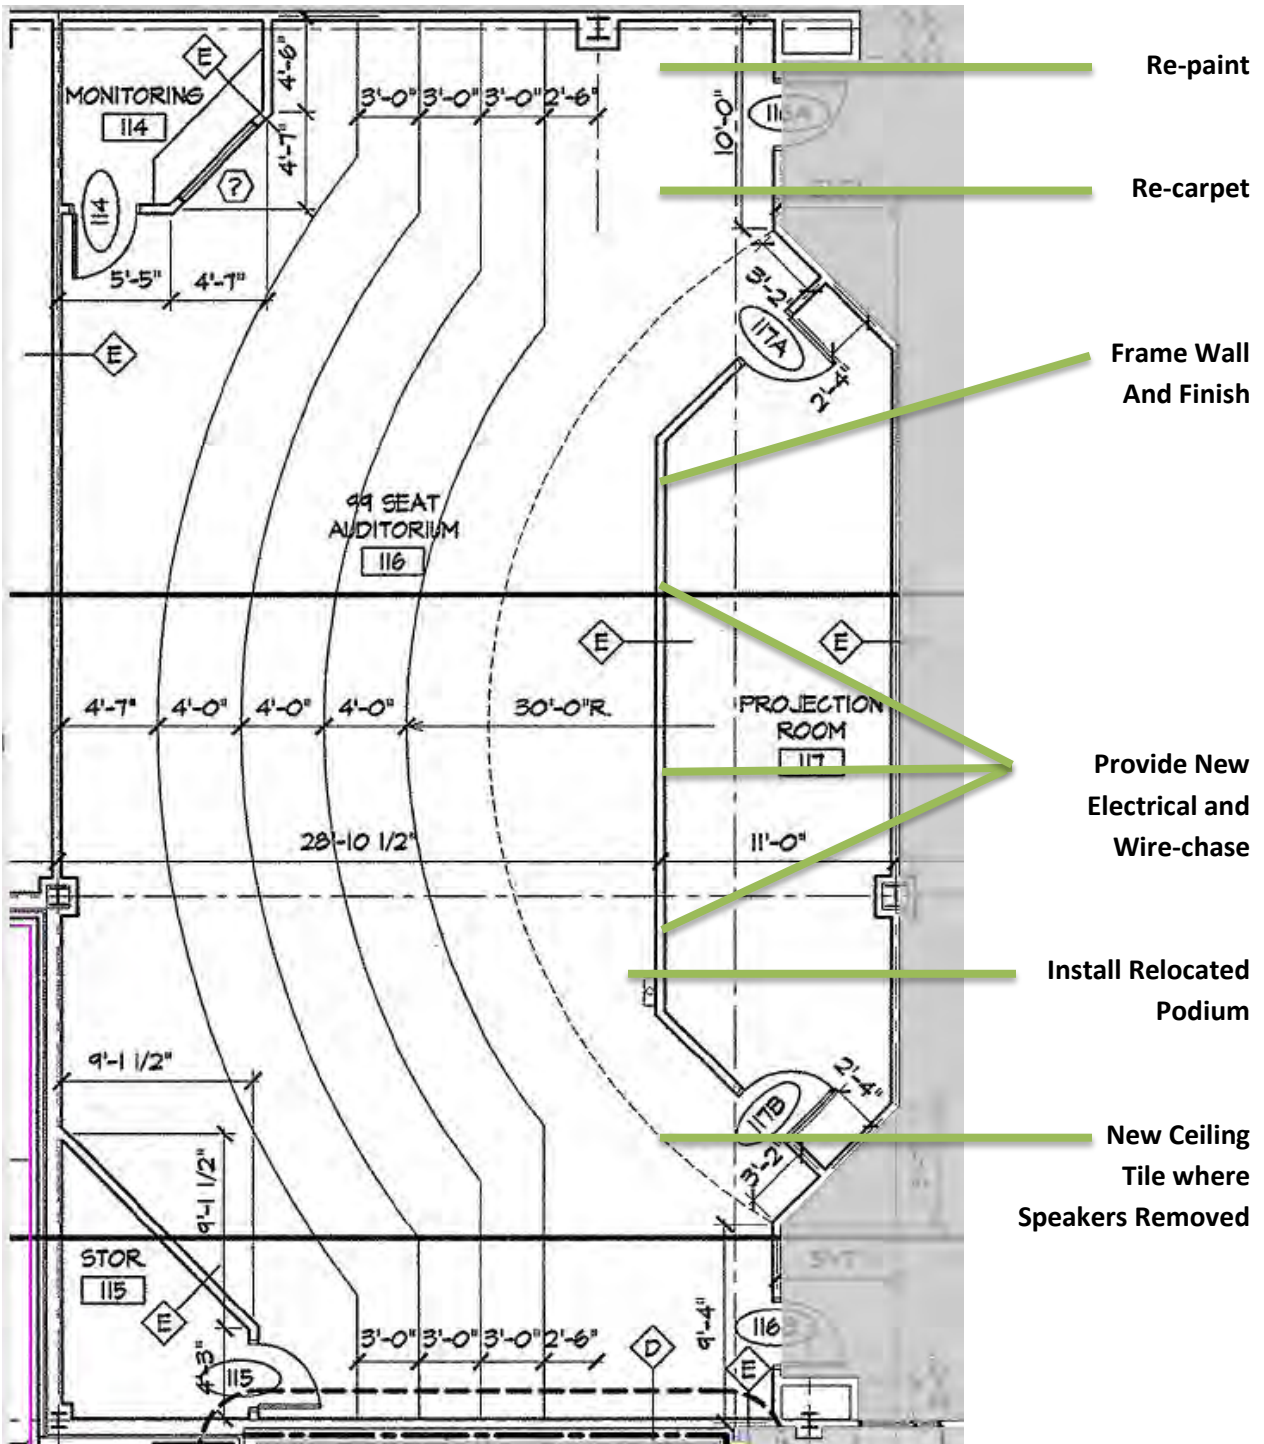 Re-paint
Re-carpet
Frame Wall
And Finish
Provide New
Electrical and
Wire-chase
Install Relocated
Podium
New Ceiling
Tile where
Speakers Removed
E
MONITORING
114
4'-6"
4'-7"
3'-0" 3'-0" 3'-0" 2'-6"
10'-0"
116A
?
114
5'-5" 4'-7"
E
3'-2"
117A
2'-4"
99 SEAT
AUDITORIUM
116
E
E
4'-7" 4'-0" 4'-0" 4'-0" 30'-0"R.
PROJECTION
ROOM
117
28'-10 1/2" 11'-0"
9'-1 1/2"
9'-1 1/2"
2'-4"
117B
3'-2"
STOR
115
E
4'-3"
115
3'-0" 3'-0" 3'-0" 2'-6"
D
9'-4"
116
E